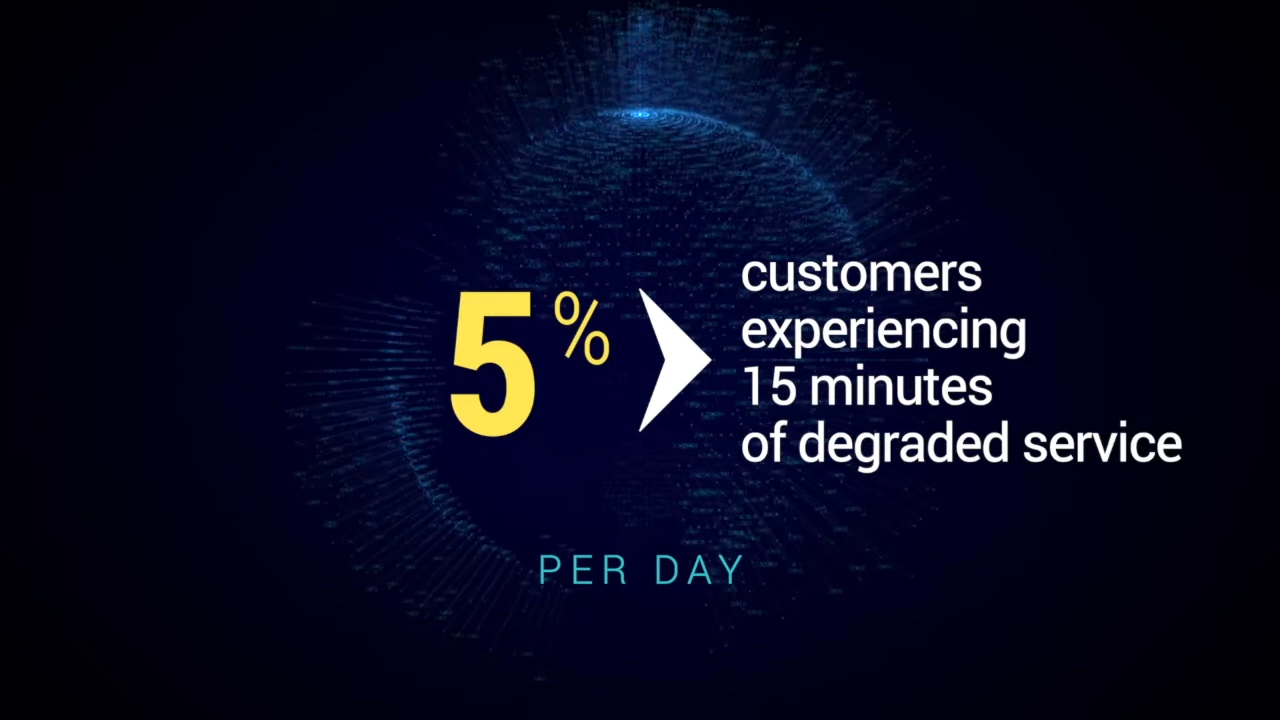 5%
customers
experiencing
15 minutes
of degraded service
PER DAY